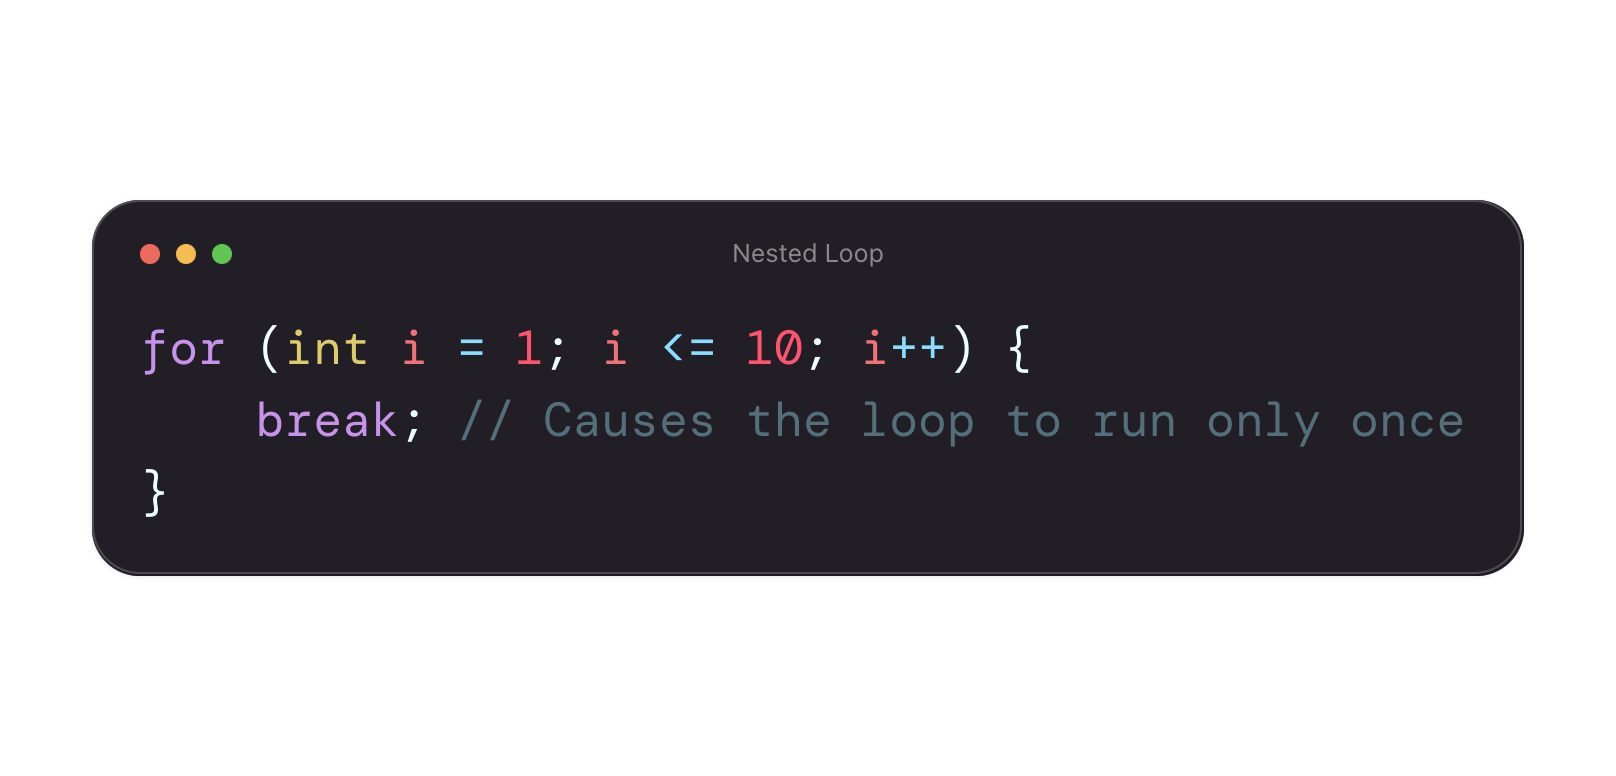 Nested Loop
for (int i = 1; i <= 10; i++) {
    break; // Causes the loop to run only once
}